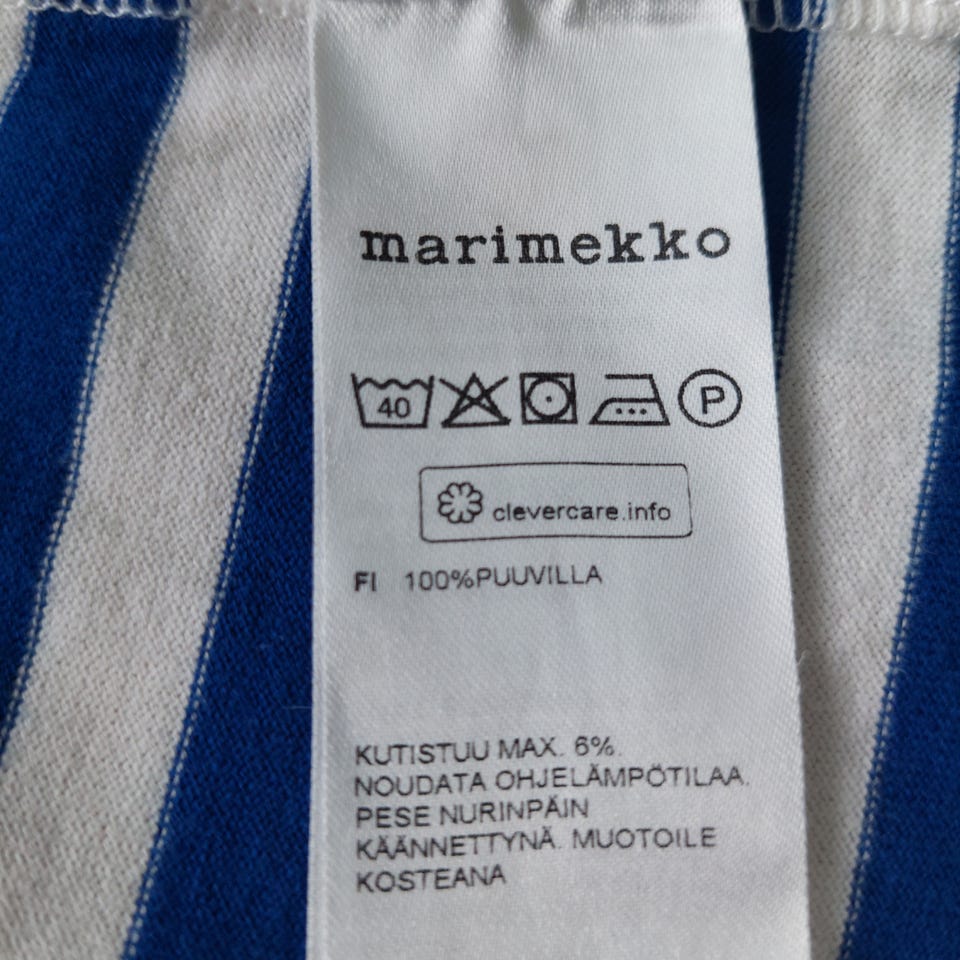 marimekko
40 P
clevercare.info
FI 100%PUUVILLA
KUTISTUU MAX. 6%.
NOUDATA OHJELÄMPÖTILAA.
PESE NURINPÄIN
KÄÄNNETTYNÄ. MUOTOILE
KOSTEANA